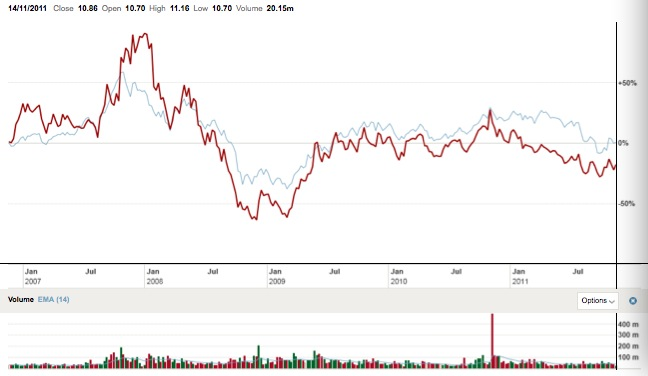 14/11/2011 Close 10.86 Open 10.70 High 11.16 Low 10.70 Volume 20.15m
+50%
0%
-50%
Jan Jul Jan Jul Jan Jul Jan Jul Jan Jul
2007 2008 2009 2010 2011
Volume EMA (14) Options
400 m
300 m
200 m
100 m